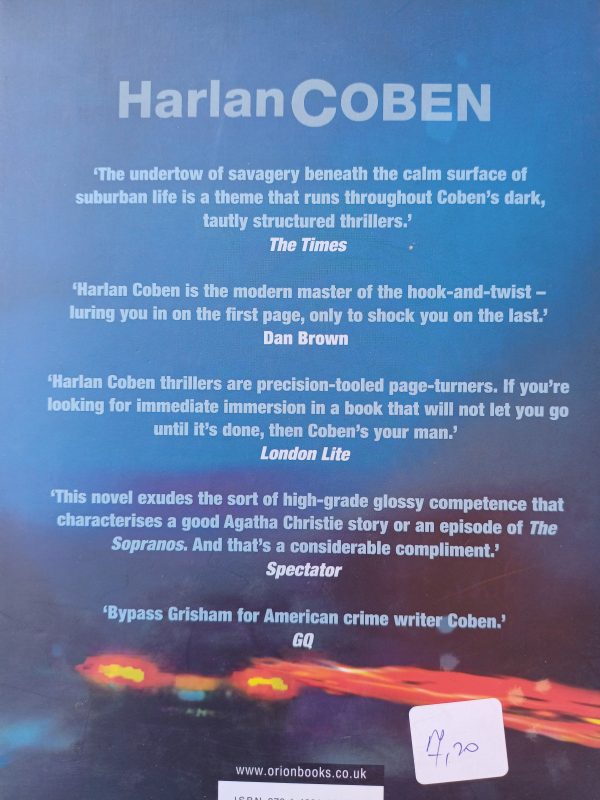 HarlanCOBEN
‘The undertow of savagery beneath the calm surface of
suburban life is a theme that runs throughout Coben’s dark,
tautly structured thrillers.’
The Times
‘Harlan Coben is the modern master of the hook-and-twist –
luring you in on the first page, only to shock you on the last.’
Dan Brown
‘Harlan Coben thrillers are precision-tooled page-turners. If you’re
looking for immediate immersion in a book that will not let you go
until it’s done, then Coben’s your man.’
London Lite
‘This novel exudes the sort of high-grade glossy competence that
characterises a good Agatha Christie story or an episode of The
Sopranos. And that’s a considerable compliment.’
Spectator
‘Bypass Grisham for American crime writer Coben.’
GQ
www.orionbooks.co.uk
ISBN